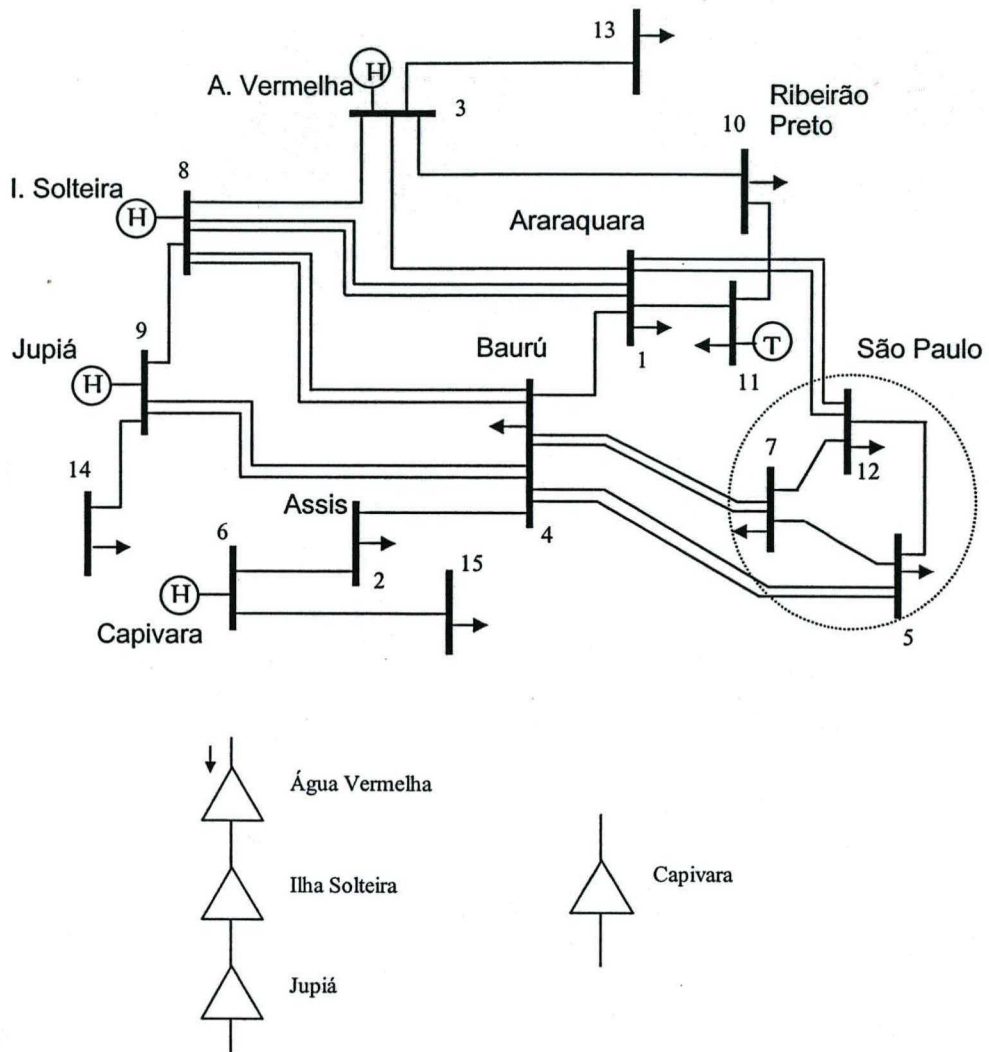 13
H
A. Vermelha
3
Ribeirão
Preto
10
8
I. Solteira
H
Araraquara
9
Jupiá
H
Baurú
1
T
11
São Paulo
7
12
14
Assis
6
4
2
15
H
Capivara
5
Água Vermelha
Ilha Solteira
Capivara
Jupiá